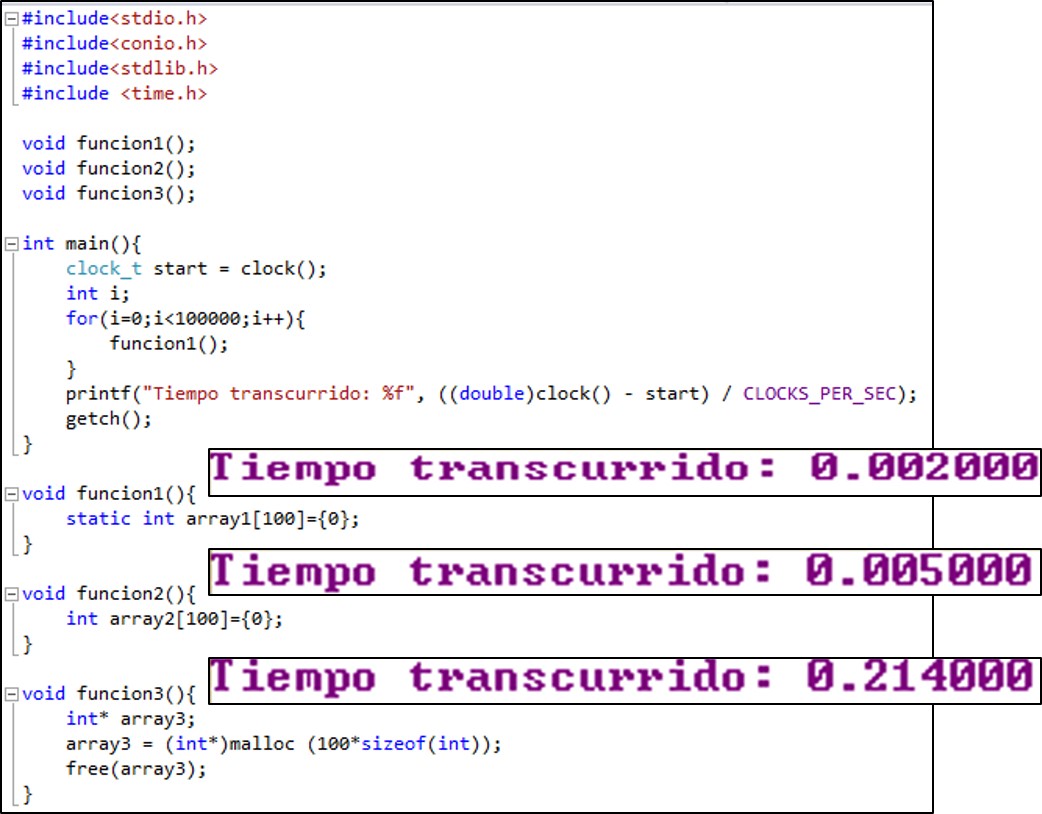 #include<stdio.h>
#include<conio.h>
#include<stdlib.h>
#include <time.h>
void funcion1();
void funcion2();
void funcion3();
int main(){
clock_t start = clock();
int i;
for(i=0;i<100000;i++){
funcion1();
}
printf("Tiempo transcurrido: %f", ((double)clock() - start) / CLOCKS_PER_SEC);
getch();
}
Tiempo transcurrido: 0.002000
void funcion1(){
static int array1[100]={0};
}
Tiempo transcurrido: 0.005000
void funcion2(){
int array2[100]={0};
}
Tiempo transcurrido: 0.214000
void funcion3(){
int* array3;
array3 = (int*)malloc (100*sizeof(int));
free(array3);
}